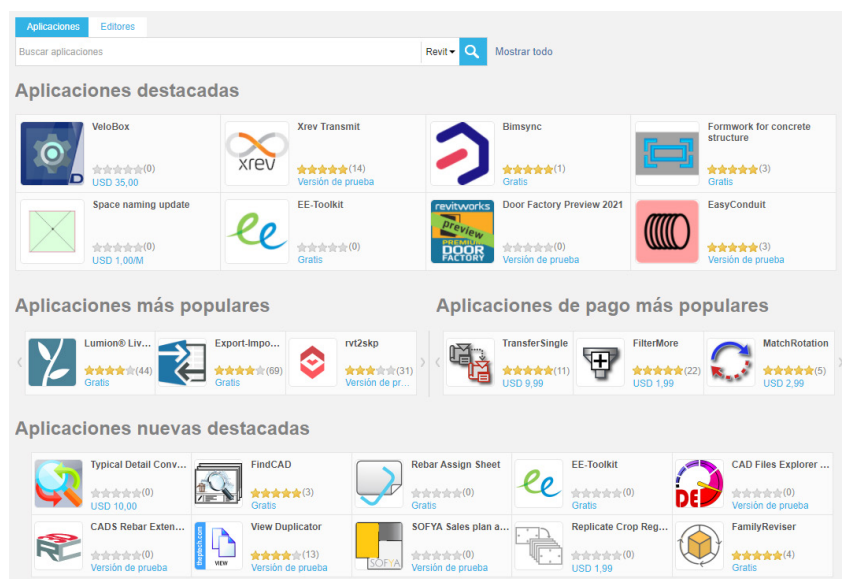 Aplicaciones Editores
Buscar aplicaciones Revit Mostrar todo
Aplicaciones destacadas
VeloBox
(0)
USD 35,00
D
Xrev Transmit
(14)
Versión de prueba
xrev
Bimsync
(1)
Gratis
Formwork for concrete
structure
(3)
Gratis
Space naming update
(0)
USD 1,00/M
EE-Toolkit
(0)
Gratis
ee
Door Factory Preview 2021
(0)
Versión de prueba
revitworks
Preview
PREMIUM
DOOR
FACTORY
EasyConduit
(3)
Versión de prueba
Aplicaciones más populares
Lumion® Liv...
(44)
Gratis
Export-Impo...
(69)
Gratis
rvt2skp
(31)
Versión de pr...
Aplicaciones de pago más populares
TransferSingle
(11)
USD 9,99
FilterMore
(22)
USD 1,99
MatchRotation
(5)
USD 2,99
Aplicaciones nuevas destacadas
Typical Detail Conv...
(0)
USD 10,00
FindCAD
(3)
Gratis
Rebar Assign Sheet
(0)
Gratis
EE-Toolkit
(0)
Gratis
ee
CAD Files Explorer ...
(0)
Versión de prueba
DE
CADS Rebar Exten...
(0)
Versión de prueba
RC
View Duplicator
(13)
Versión de prueba
VIEW
SOFYA Sales plan a...
(0)
Versión de prueba
SOFYA
Replicate Crop Reg...
(0)
USD 1,99
FamilyReviser
(4)
Gratis